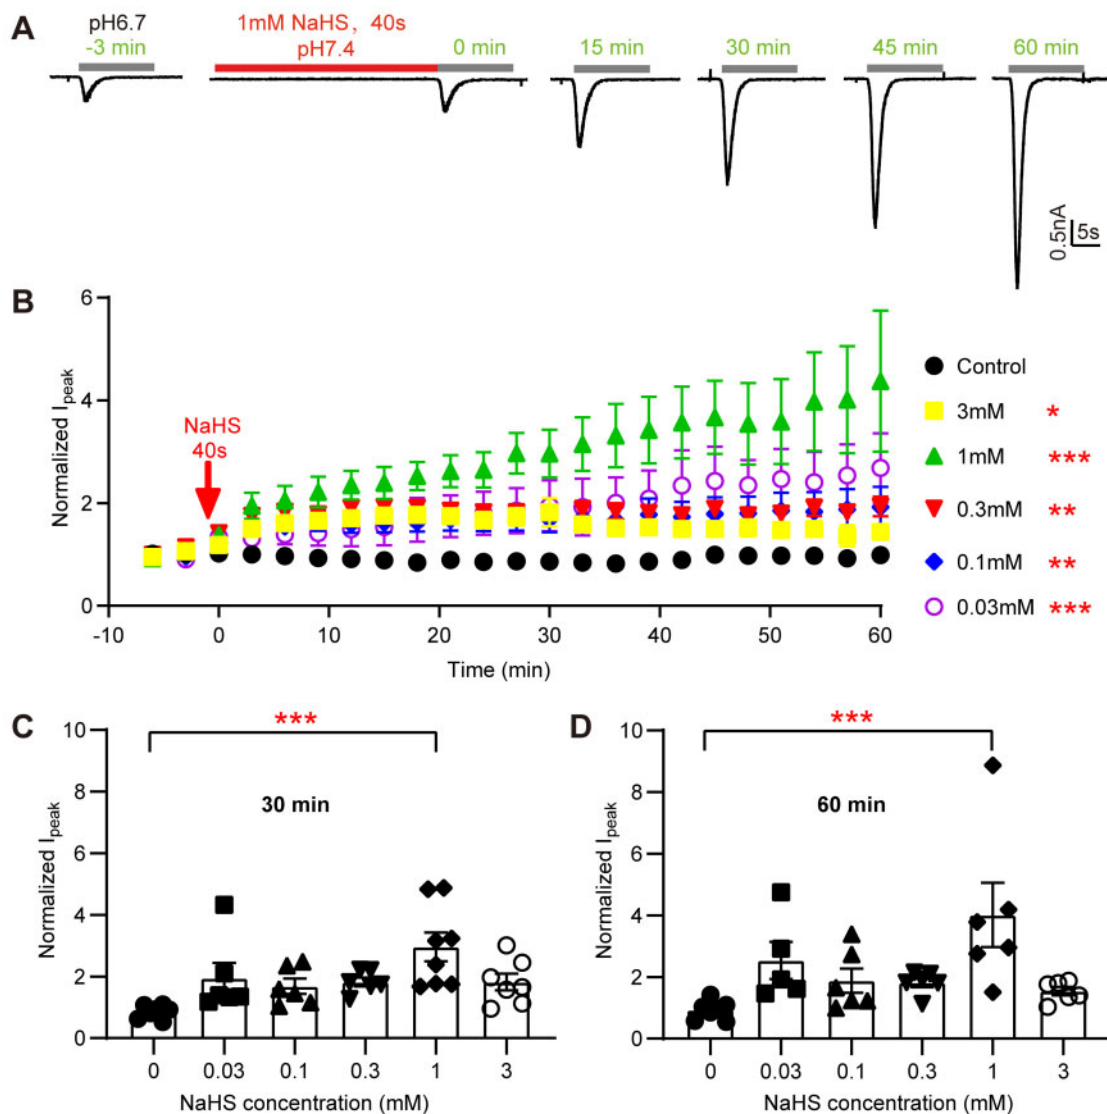 A
pH6.7
-3 min
1mM NaHS, 40s
pH7.4
0 min
15 min
30 min
45 min
60 min
0.5nA
5s
B
Normalized Ipeak
6
4
2
0
NaHS
40s
-10
0
10
20
30
40
50
60
Time (min)
Control
3mM *
1mM ***
0.3mM **
0.1mM **
0.03mM ***
C
***
Normalized Ipeak
10
8
6
4
2
0
30 min
0
0.03
0.1
0.3
1
3
NaHS concentration (mM)
D
***
Normalized Ipeak
10
8
6
4
2
0
60 min
0
0.03
0.1
0.3
1
3
NaHS concentration (mM)